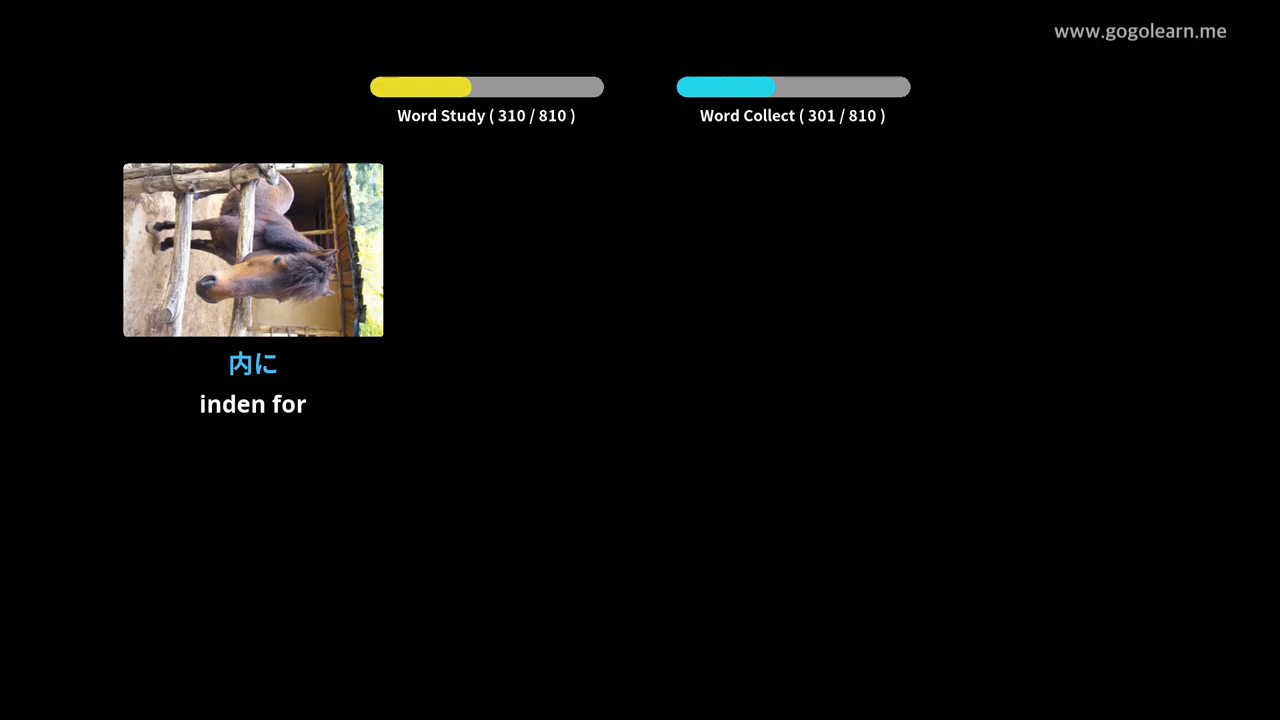 www.gogolearn.me
Word Study ( 310 / 810 )
Word Collect ( 301 / 810 )
内に
inden for